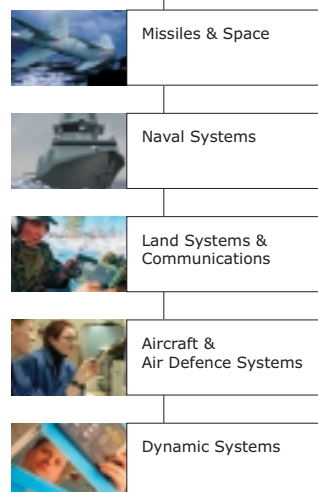 Missiles & Space
Naval Systems
Land Systems &
Communications
Aircraft &
Air Defence Systems
Dynamic Systems